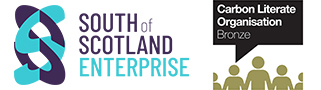 SOUTH of
SCOTLAND
ENTERPRISE
Carbon Literate
Organisation
Bronze